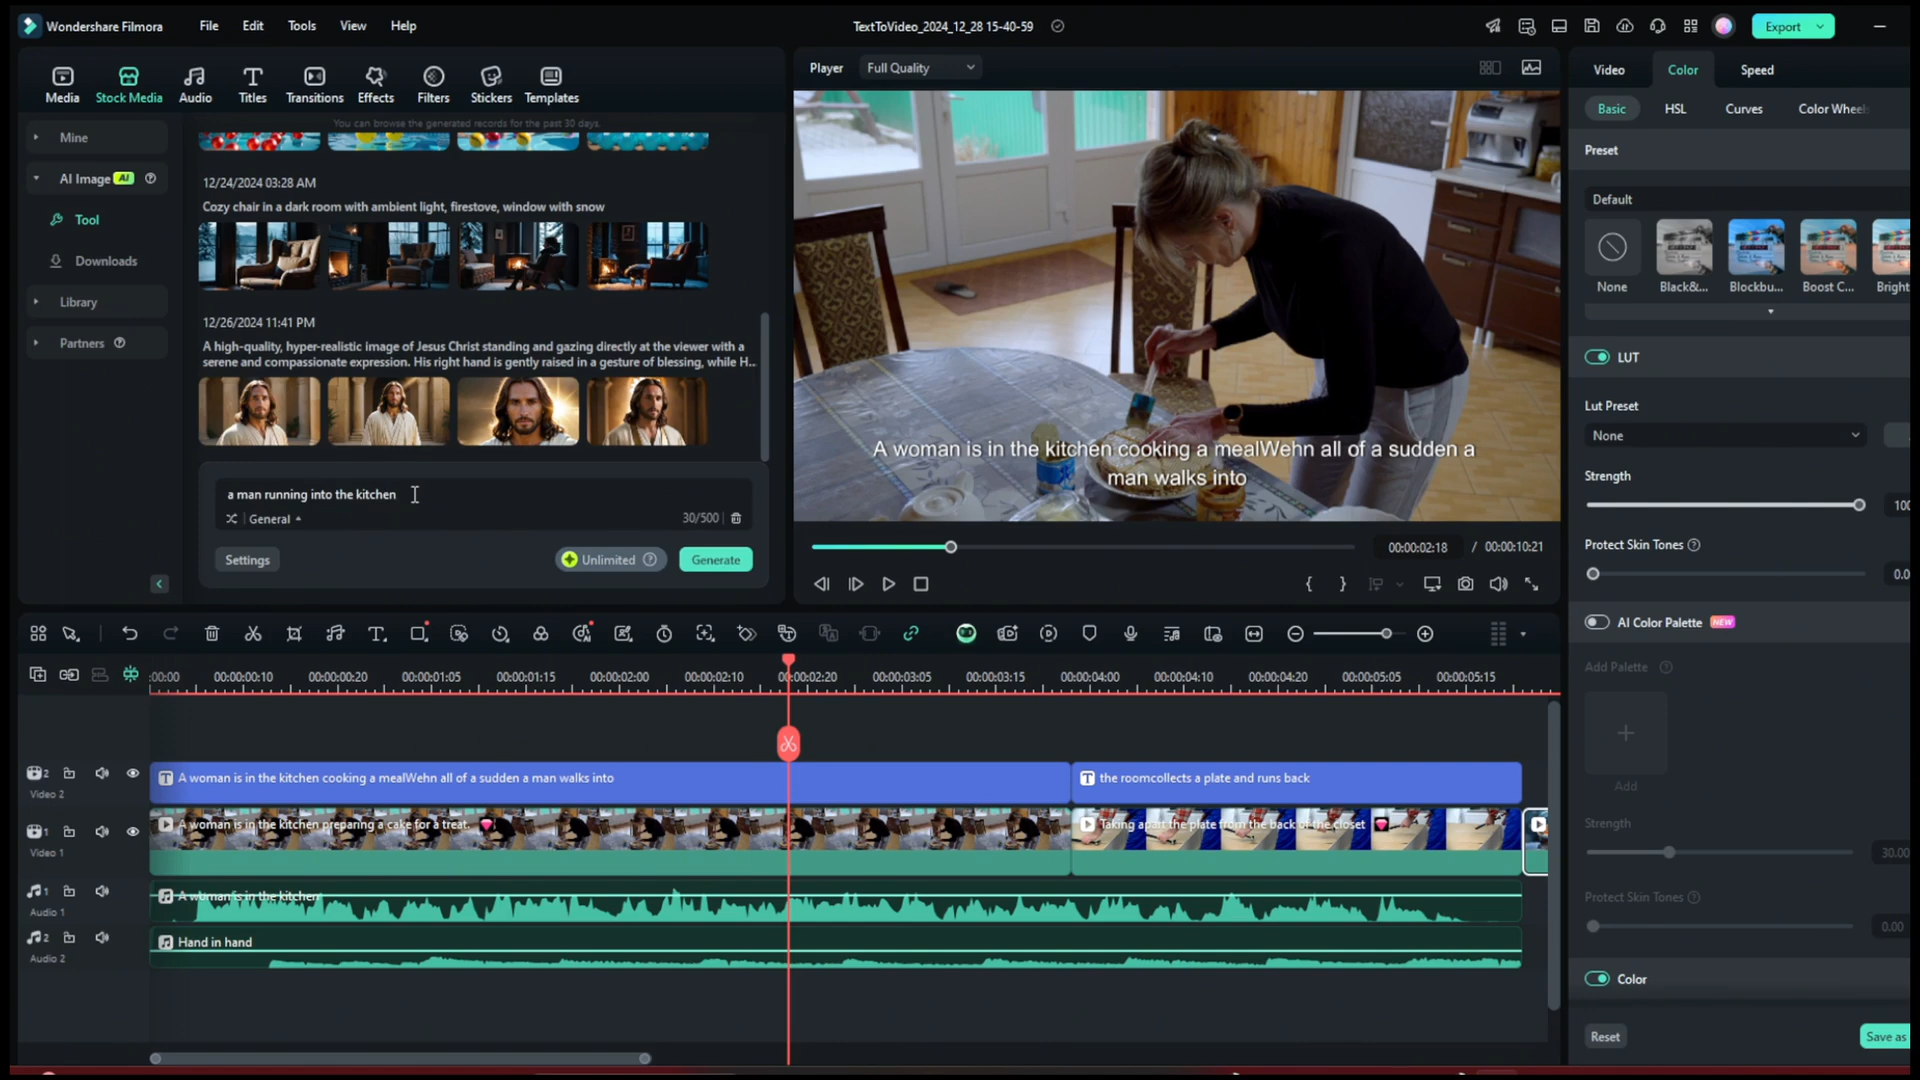 Wondershare Filmora
File
Edit
Tools
View
Help
TextToVideo_2024_12_28 15-40-59
Export
Media
Stock Media
Audio
Titles
Transitions
Effects
Filters
Stickers
Templates
Player
Full Quality
Video
Color
Speed
Basic
HSL
Curves
Color Wheel
You can browse the generated records for the past 30 days.
Mine
AI Image AI
Tool
Downloads
Library
Partners
12/24/2024 03:28 AM
Cozy chair in a dark room with ambient light, firestove, window with snow
12/26/2024 11:41 PM
A high-quality, hyper-realistic image of Jesus Christ standing and gazing directly at the viewer with a
serene and compassionate expression. His right hand is gently raised in a gesture of blessing, while H...
a man running into the kitchen
General
30/500
Settings
Unlimited
Generate
A woman is in the kitchen cooking a mealWehn all of a sudden a
man walks into
00:00:02:18 / 00:00:10:21
Preset
Default
None
Black&...
Blockbu...
Boost C...
Bright
LUT
Lut Preset
None
Strength
100
Protect Skin Tones
0.0
AI Color Palette NEW
Add Palette
Add
Strength
30.00
Protect Skin Tones
0.00
Color
Reset
Save as
:00:00
00:00:00:10
00:00:00:20
00:00:01:05
00:00:01:15
00:00:02:00
00:00:02:10
00:00:02:20
00:00:03:05
00:00:03:15
00:00:04:00
00:00:04:10
00:00:04:20
00:00:05:05
00:00:05:15
2
Video 2
A woman is in the kitchen cooking a mealWehn all of a sudden a man walks into
the roomcollects a plate and runs back
1
Video 1
A woman is in the kitchen preparing a cake for a treat.
Taking apart the plate from the back of the closet
1
Audio 1
A woman is in the kitchen
2
Audio 2
Hand in hand